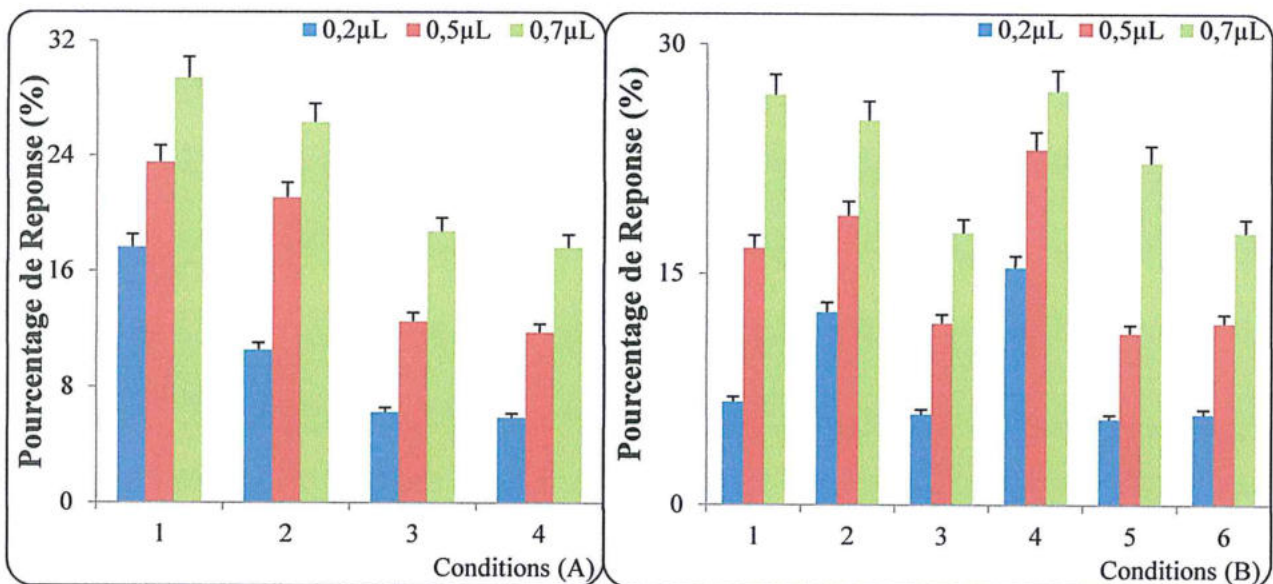 0,2µL 0,5µL 0,7µL
Pourcentage de Reponse (%)
32
24
16
8
0
1 2 3 4
Conditions (A)
0,2µL 0,5µL 0,7µL
Pourcentage de Reponse (%)
30
15
0
1 2 3 4 5 6
Conditions (B)